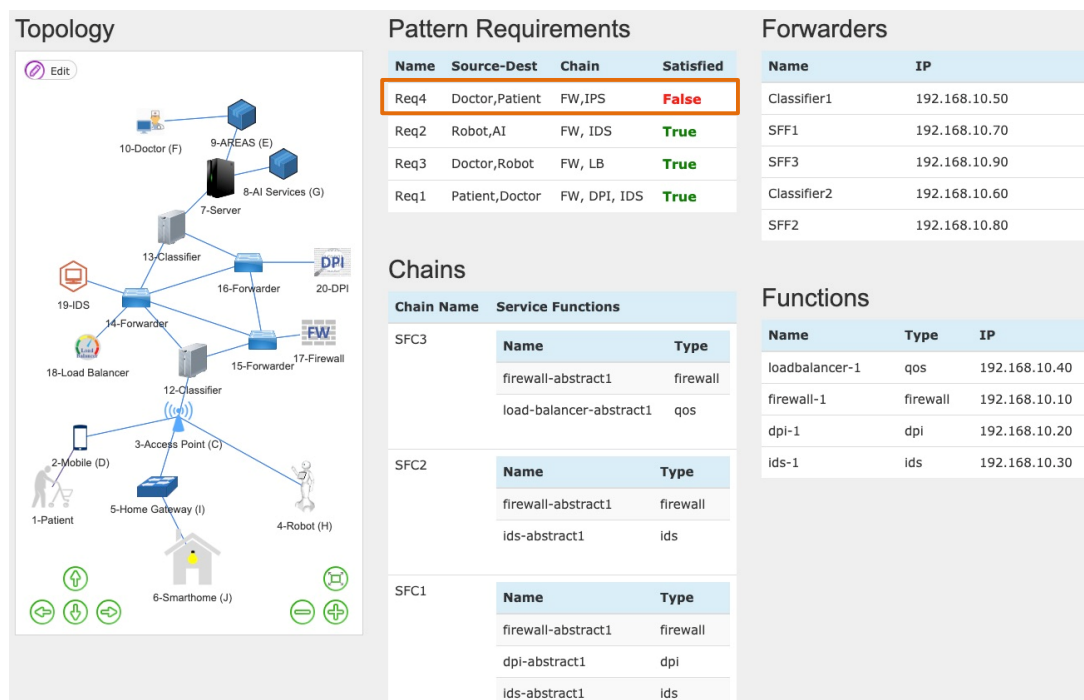 Topology
Edit
10-Doctor (F)
9-AREAS (E)
8-AI Services (G)
7-Server
13-Classifier
DPI
16-Forwarder
20-DPI
19-IDS
14-Forwarder
FW
17-Firewall
15-Forwarder
Load
Balancer
18-Load Balancer
12-Classifier
3-Access Point (C)
2-Mobile (D)
5-Home Gateway (I)
1-Patient
4-Robot (H)
6-Smarthome (J)
Pattern Requirements
Name Source-Dest Chain Satisfied
Req4 Doctor,Patient FW,IPS False
Req2 Robot,AI FW, IDS True
Req3 Doctor,Robot FW, LB True
Req1 Patient,Doctor FW, DPI, IDS True
Chains
Chain Name Service Functions
SFC3
Name Type
firewall-abstract1 firewall
load-balancer-abstract1 qos
SFC2
Name Type
firewall-abstract1 firewall
ids-abstract1 ids
SFC1
Name Type
firewall-abstract1 firewall
dpi-abstract1 dpi
ids-abstract1 ids
Forwarders
Name IP
Classifier1 192.168.10.50
SFF1 192.168.10.70
SFF3 192.168.10.90
Classifier2 192.168.10.60
SFF2 192.168.10.80
Functions
Name Type IP
loadbalancer-1 qos 192.168.10.40
firewall-1 firewall 192.168.10.10
dpi-1 dpi 192.168.10.20
ids-1 ids 192.168.10.30